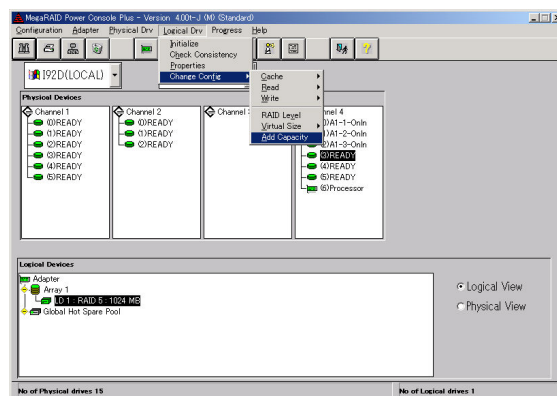 MegaRAID Power Console Plus - Version 4.00t-J (M) (Standard)
Configuration Adapter Physical Drv Logical Drv Progress Help
Initialize
Check Consistency
Properties
Change Config
Cache
Read
Write
RAID Level
Virtual Size
Add Capacity
I92D(LOCAL)
Physical Devices
Channel 1
(0)READY
(1)READY
(2)READY
(3)READY
(4)READY
(5)READY
Channel 2
(0)READY
(1)READY
(2)READY
Channel
nel 4
)A1-1-Onln
)A1-2-Onln
(2)A1-3-Onln
(3)READY
(4)READY
(5)READY
(6)Processor
Logical Devices
Adapter
Array 1
LD 1 : RAID 5 : 1024 MB
Global Hot Spare Pool
Logical View
Physical View
No of Physical drives 15
No of Logical drives 1